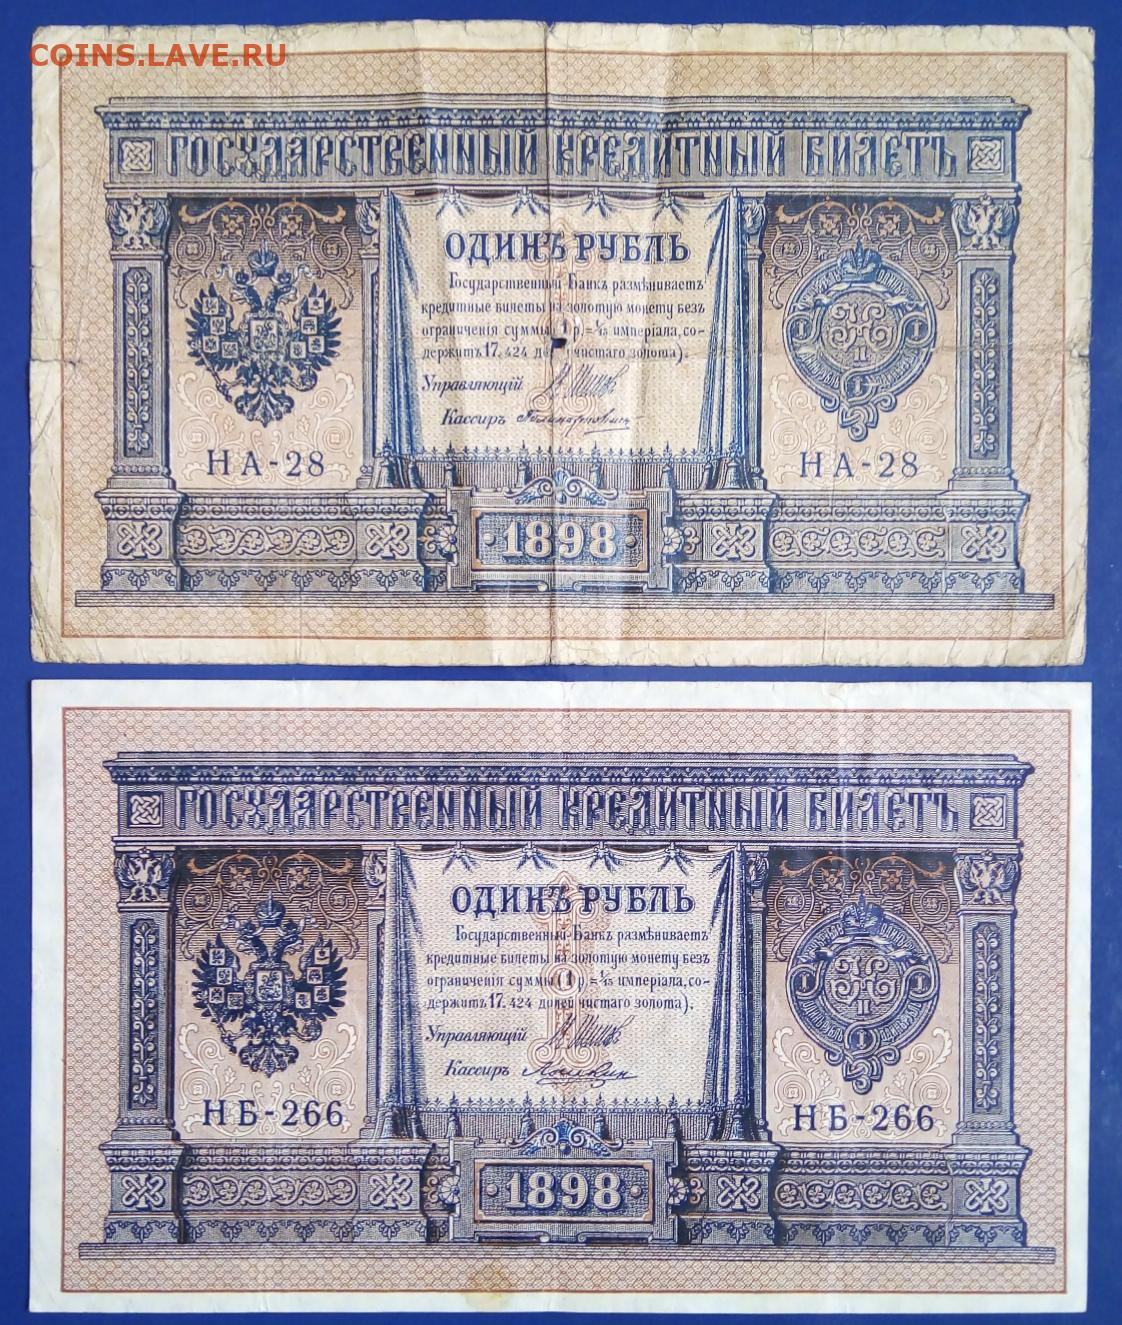 COINS.LAVE.RU
ГОСУДАРСТВЕННЫЙ КРЕДИТНЫЙ БИЛЕТЪ
ОДИНЪ РУБЛЬ
Государственный Банкъ размѣниваетъ
кредитные билеты на золотую монету безъ
ограниченія суммы (1 р. = 1/15 имперіала, со-
держитъ 17,424 долей чистаго золота).
Управляющій
Кассиръ
НА-28 НА-28
1898
ГОСУДАРСТВЕННЫЙ КРЕДИТНЫЙ БИЛЕТЪ
ОДИНЪ РУБЛЬ
Государственный Банкъ размѣниваетъ
кредитные билеты на золотую монету безъ
ограниченія суммы (1 р. = 1/15 имперіала, со-
держитъ 17,424 долей чистаго золота).
Управляющій
Кассиръ
НБ-266 НБ-266
1898